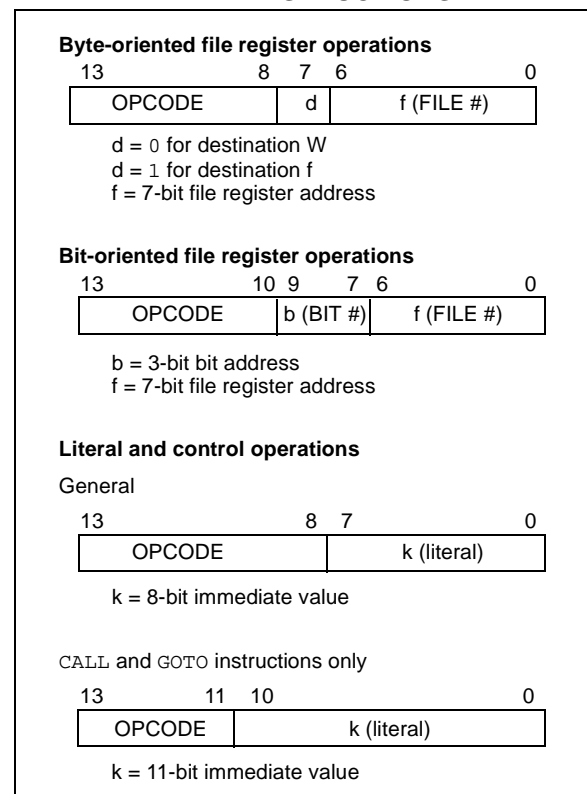 Byte-oriented file register operations
13 8 7 6 0
OPCODE d f (FILE #)
d = 0 for destination W
d = 1 for destination f
f = 7-bit file register address
Bit-oriented file register operations
13 10 9 7 6 0
OPCODE b (BIT #) f (FILE #)
b = 3-bit bit address
f = 7-bit file register address
Literal and control operations
General
13 8 7 0
OPCODE k (literal)
k = 8-bit immediate value
CALL and GOTO instructions only
13 11 10 0
OPCODE k (literal)
k = 11-bit immediate value